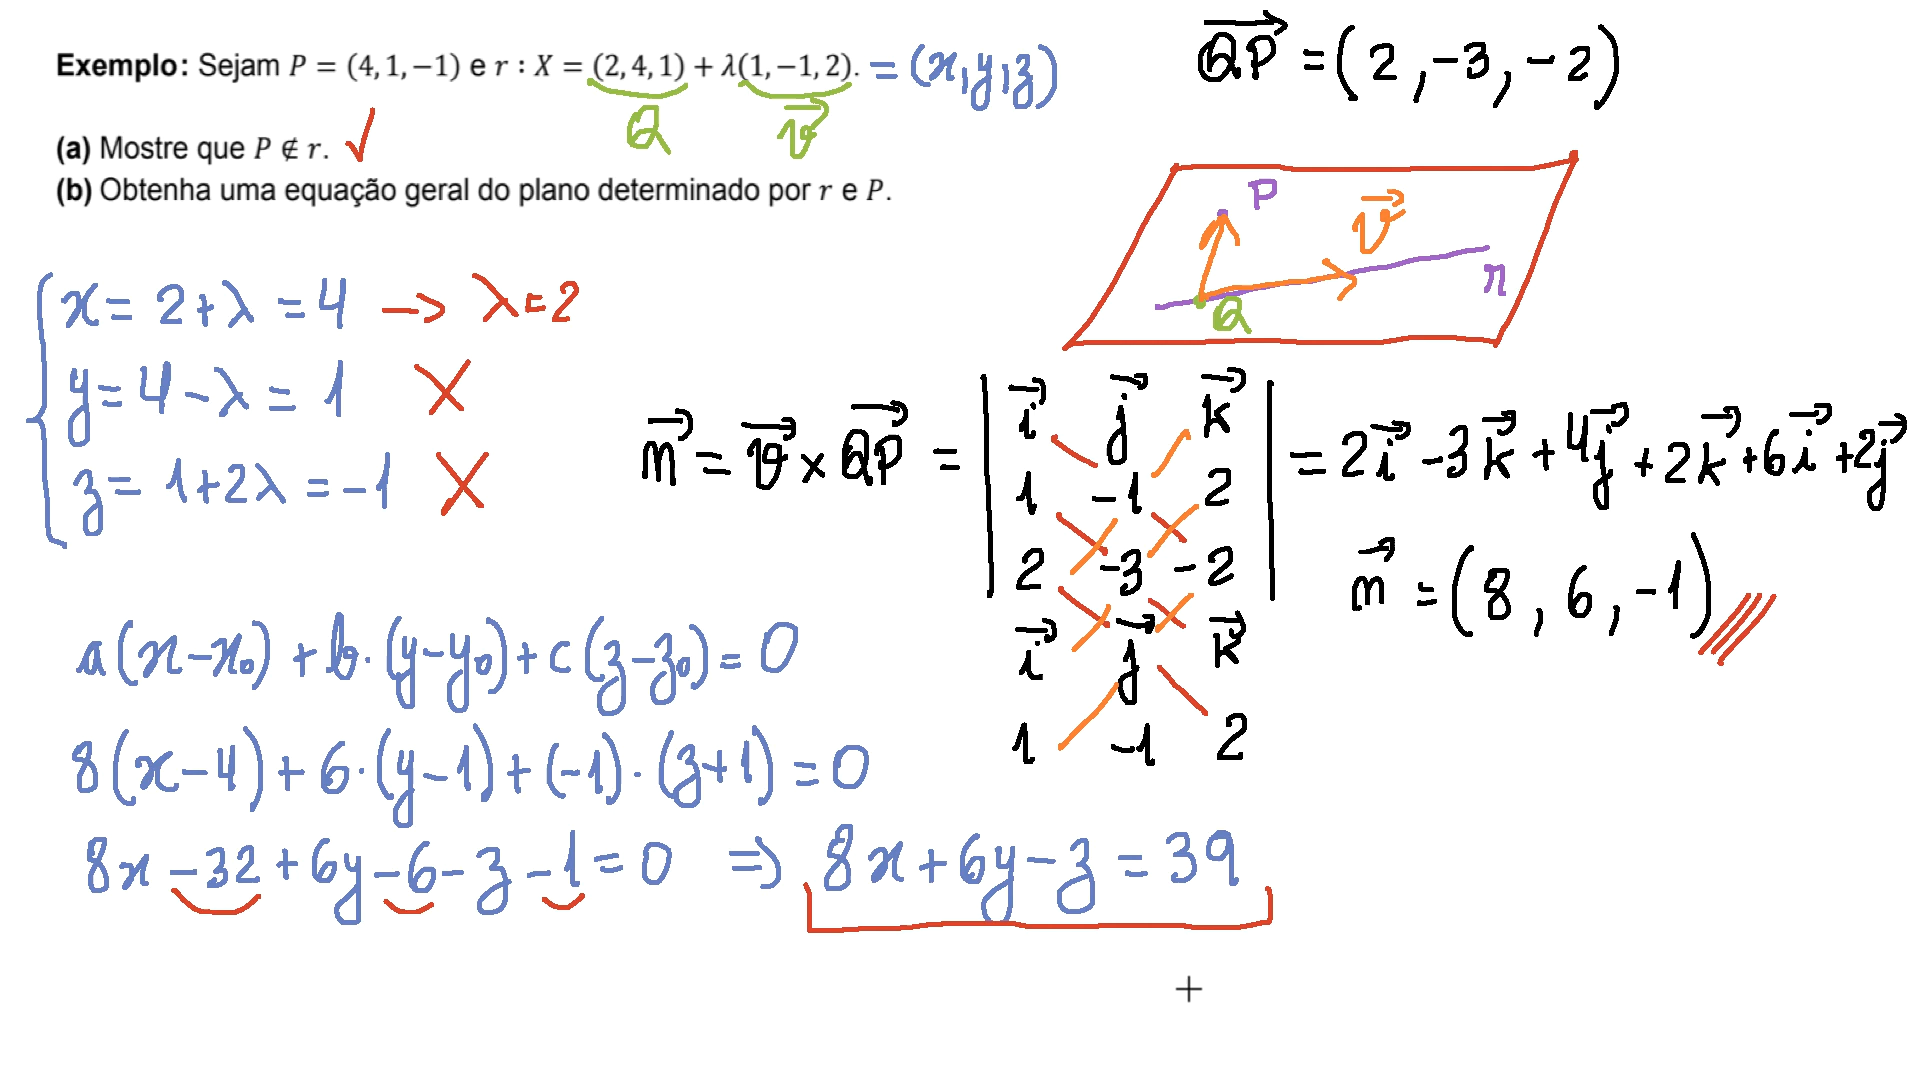 Exemplo: Sejam P = (4, 1, −1) e r : X = (2, 4, 1) + λ(1, −1, 2). = (x, y, z)
Q v⃗
(a) Mostre que P ∉ r. ✓
(b) Obtenha uma equação geral do plano determinado por r e P.
QP⃗ = (2, −3, −2)
P v⃗
Q r
x = 2 + λ = 4 → λ = 2
y = 4 − λ = 1 X
z = 1 + 2λ = −1 X
n⃗ = v⃗ × QP⃗ = | i⃗ j⃗ k⃗ | = 2i⃗ − 3k⃗ + 4j⃗ + 2k⃗ + 6i⃗ + 2j⃗
1 −1 2
2 −3 −2
i⃗ j⃗ k⃗
1 −1 2
n⃗ = (8, 6, −1)
a(x − x₀) + b · (y − y₀) + c(z − z₀) = 0
8(x − 4) + 6 · (y − 1) + (−1) · (z + 1) = 0
8x − 32 + 6y − 6 − z − 1 = 0 ⇒ 8x + 6y − z = 39